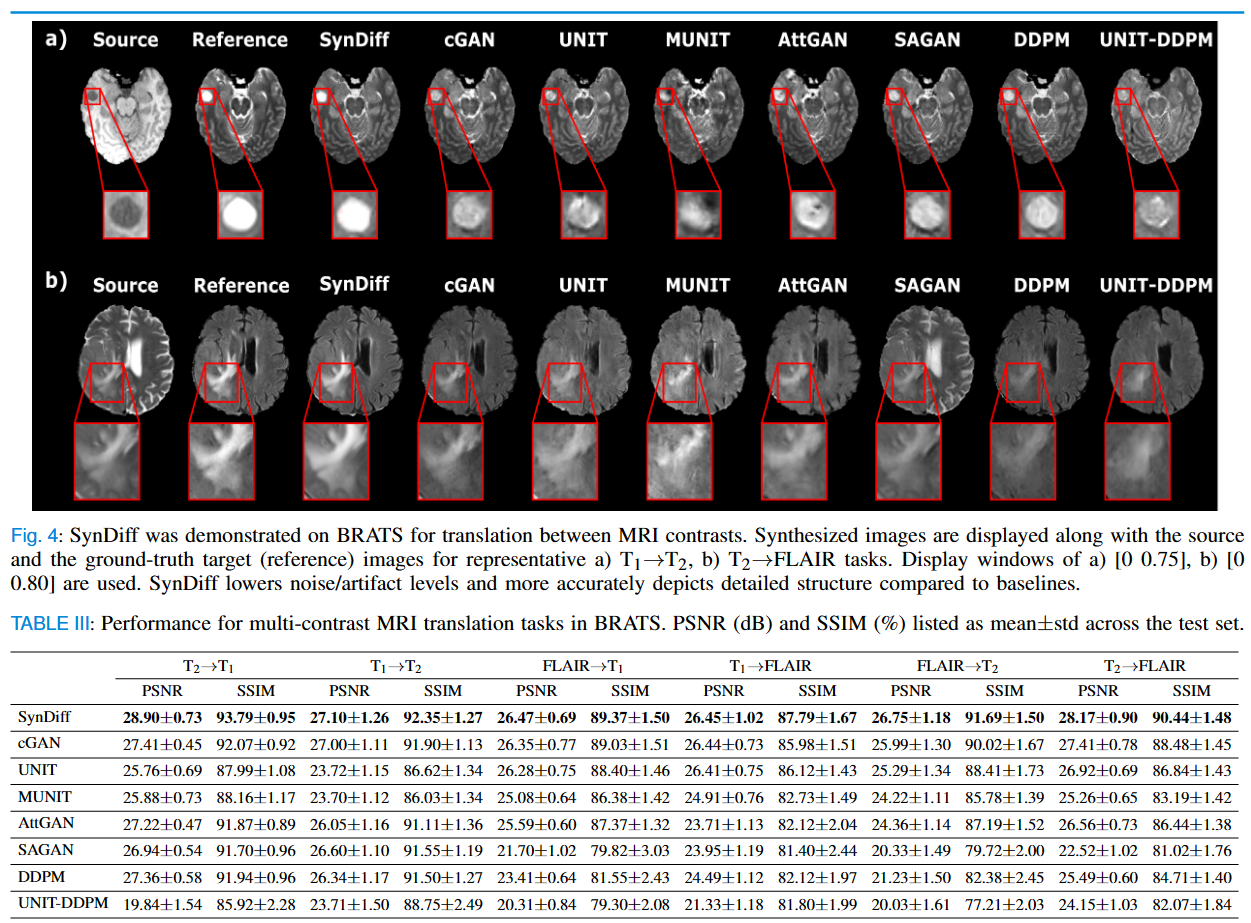 a) Source Reference SynDiff cGAN UNIT MUNIT AttGAN SAGAN DDPM UNIT-DDPM
b) Source Reference SynDiff cGAN UNIT MUNIT AttGAN SAGAN DDPM UNIT-DDPM
Fig. 4: SynDiff was demonstrated on BRATS for translation between MRI contrasts. Synthesized images are displayed along with the source
and the ground-truth target (reference) images for representative a) T₁→T₂, b) T₂→FLAIR tasks. Display windows of a) [0 0.75], b) [0
0.80] are used. SynDiff lowers noise/artifact levels and more accurately depicts detailed structure compared to baselines.
TABLE III: Performance for multi-contrast MRI translation tasks in BRATS. PSNR (dB) and SSIM (%) listed as mean±std across the test set.
T₂→T₁ T₁→T₂ FLAIR→T₁ T₁→FLAIR FLAIR→T₂ T₂→FLAIR
PSNR SSIM PSNR SSIM PSNR SSIM PSNR SSIM PSNR SSIM PSNR SSIM
SynDiff 28.90±0.73 93.79±0.95 27.10±1.26 92.35±1.27 26.47±0.69 89.37±1.50 26.45±1.02 87.79±1.67 26.75±1.18 91.69±1.50 28.17±0.90 90.44±1.48
cGAN 27.41±0.45 92.07±0.92 27.00±1.11 91.90±1.13 26.35±0.77 89.03±1.51 26.44±0.73 85.98±1.51 25.99±1.30 90.02±1.67 27.41±0.78 88.48±1.45
UNIT 25.76±0.69 87.99±1.08 23.72±1.15 86.62±1.34 26.28±0.75 88.40±1.46 26.41±0.75 86.12±1.43 25.29±1.34 88.41±1.73 26.92±0.69 86.84±1.43
MUNIT 25.88±0.73 88.16±1.17 23.70±1.12 86.03±1.34 25.08±0.64 86.38±1.42 24.91±0.76 82.73±1.49 24.22±1.11 85.78±1.39 25.26±0.65 83.19±1.42
AttGAN 27.22±0.47 91.87±0.89 26.05±1.16 91.11±1.36 25.59±0.60 87.37±1.32 23.71±1.13 82.12±2.04 24.36±1.14 87.19±1.52 26.56±0.73 86.44±1.38
SAGAN 26.94±0.54 91.70±0.96 26.60±1.10 91.55±1.19 21.70±1.02 79.82±3.03 23.95±1.19 81.40±2.44 20.33±1.49 79.72±2.00 22.52±1.02 81.02±1.76
DDPM 27.36±0.58 91.94±0.96 26.34±1.17 91.50±1.27 23.41±0.64 81.55±2.43 24.49±1.12 82.12±1.97 21.23±1.50 82.38±2.45 25.49±0.60 84.71±1.40
UNIT-DDPM 19.84±1.54 85.92±2.28 23.71±1.50 88.75±2.49 20.31±0.84 79.30±2.08 21.33±1.18 81.80±1.99 20.03±1.61 77.21±2.03 24.15±1.03 82.07±1.84